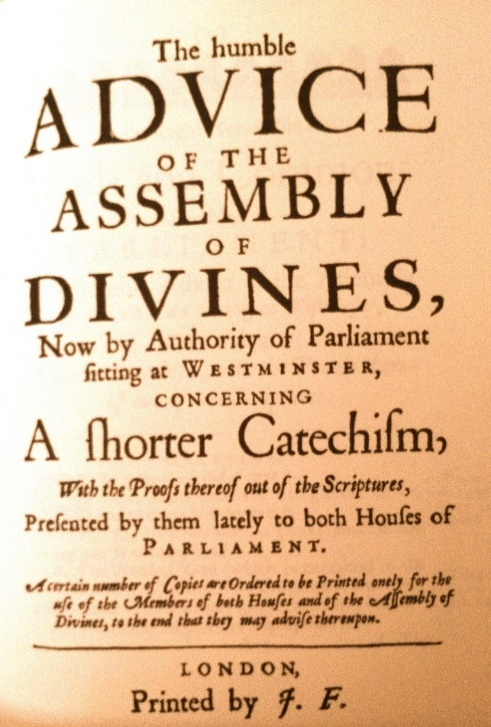 The humble
ADVICE
OF THE
ASSEMBLY
OF
DIVINES,
Now by Authority of Parliament
ſitting at WESTMINSTER,
CONCERNING
A ſhorter Catechiſm,
With the Proofs thereof out of the Scriptures,
Preſented by them lately to both Houſes of
PARLIAMENT.
A certain number of Copies are Ordered to be Printed onely for the
uſe of the Members of both Houſes and of the Aſſembly of
Divines, to the end that they may adviſe thereupon.
LONDON,
Printed by J. F.